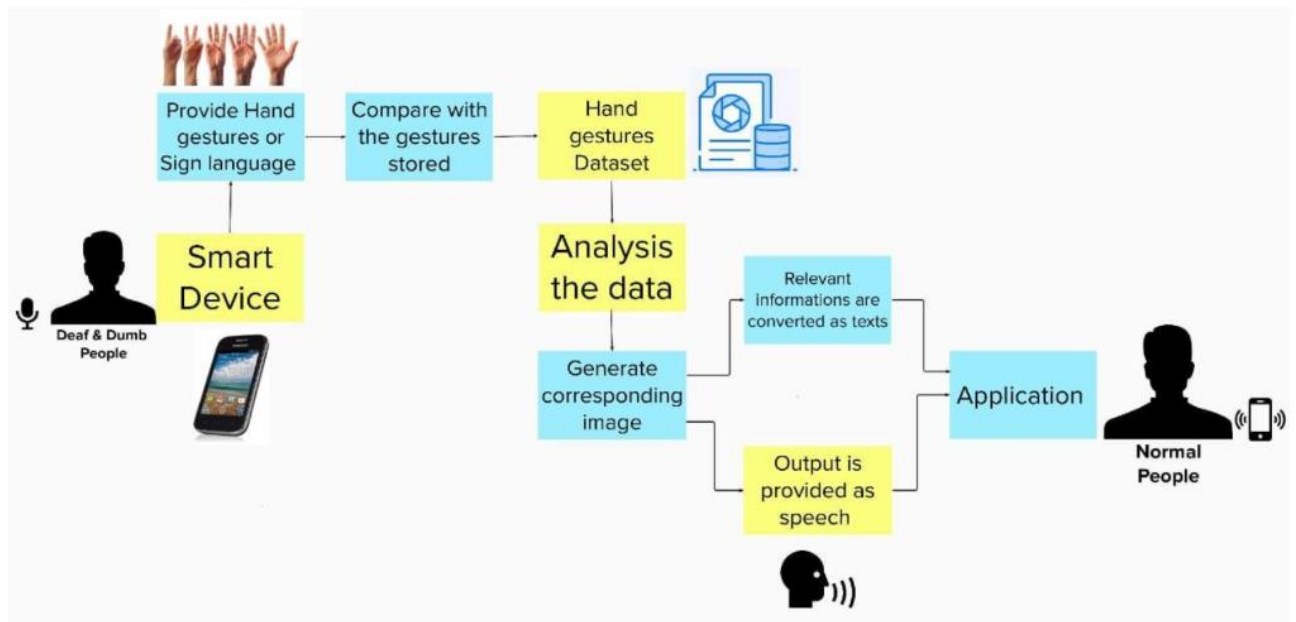 Provide Hand
gestures or
Sign language
Compare with
the gestures
stored
Hand
gestures
Dataset
Deaf & Dumb
People
Smart
Device
Analysis
the data
Relevant
informations are
converted as texts
Generate
corresponding
image
Application
Normal
People
Output is
provided as
speech